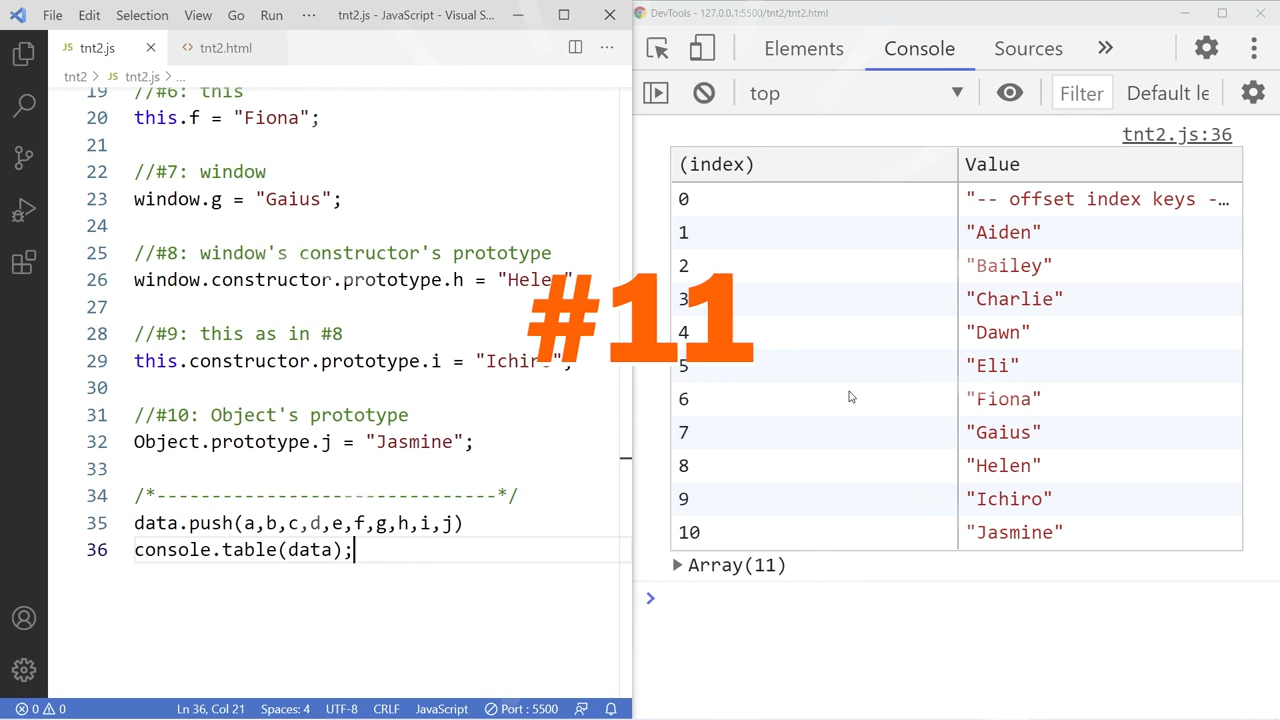 File Edit Selection View Go Run ··· tnt2.js - JavaScript - Visual S...
JS tnt2.js <> tnt2.html ···
tnt2 > JS tnt2.js > ...
19 //#6: this
20 this.f = "Fiona";
21
22 //#7: window
23 window.g = "Gaius";
24
25 //#8: window's constructor's prototype
26 window.constructor.prototype.h = "Hele
27
28 //#9: this as in #8
29 this.constructor.prototype.i = "Ichiro";
30
31 //#10: Object's prototype
32 Object.prototype.j = "Jasmine";
33
34 /*-------------------------------*/
35 data.push(a,b,c,d,e,f,g,h,i,j)
36 console.table(data);
0 0 Ln 36, Col 21 Spaces: 4 UTF-8 CRLF JavaScript Port : 5500
#11
DevTools - 127.0.0.1:5500/tnt2/tnt2.html
Elements Console Sources »
top Filter Default le
tnt2.js:36
(index) Value
0 "-- offset index keys -…
1 "Aiden"
2 "Bailey"
3 "Charlie"
4 "Dawn"
5 "Eli"
6 "Fiona"
7 "Gaius"
8 "Helen"
9 "Ichiro"
10 "Jasmine"
Array(11)